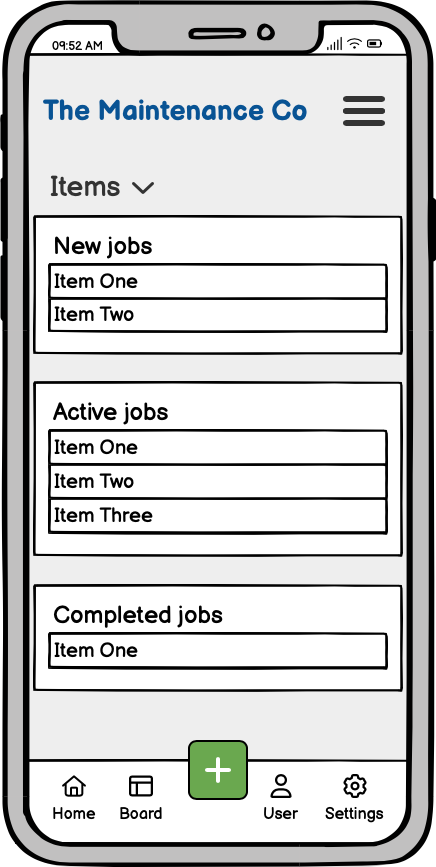 09:52 AM
The Maintenance Co
Items
New jobs
Item One
Item Two
Active jobs
Item One
Item Two
Item Three
Completed jobs
Item One
Home Board User Settings